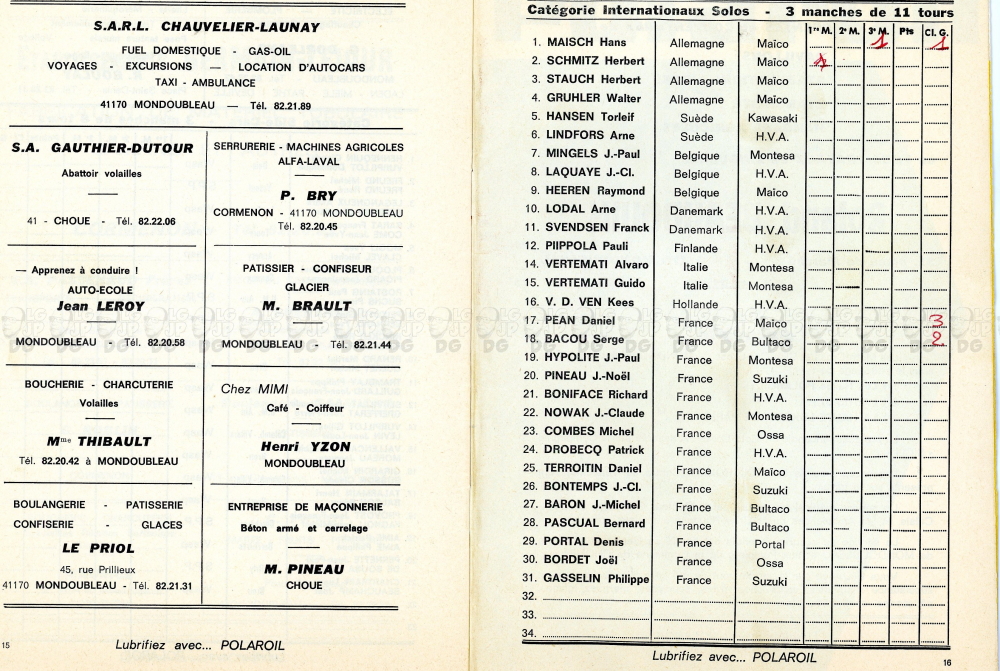 S.A.R.L. CHAUVELIER-LAUNAY
FUEL DOMESTIQUE - GAS-OIL
VOYAGES - EXCURSIONS — LOCATION D'AUTOCARS
TAXI - AMBULANCE
41170 MONDOUBLEAU — Tél. 82.21.89
S.A. GAUTHIER-DUTOUR
Abattoir volailles
41 - CHOUE - Tél. 82.22.06
SERRURERIE - MACHINES AGRICOLES
ALFA-LAVAL
P. BRY
CORMENON - 41170 MONDOUBLEAU
Tél. 82.20.45
— Apprenez à conduire !
AUTO-ECOLE
Jean LEROY
MONDOUBLEAU - Tél. 82.20.58
PATISSIER - CONFISEUR
GLACIER
M. BRAULT
MONDOUBLEAU - Tél. 82.21.44
BOUCHERIE - CHARCUTERIE
Volailles
Mme THIBAULT
Tél. 82.20.42 à MONDOUBLEAU
Chez MIMI
Café - Coiffeur
Henri YZON
MONDOUBLEAU
BOULANGERIE - PATISSERIE
CONFISERIE - GLACES
LE PRIOL
45, rue Prillieux
41170 MONDOUBLEAU - Tél. 82.21.31
ENTREPRISE DE MAÇONNERIE
Béton armé et carrelage
M. PINEAU
CHOUE
15
Lubrifiez avec... POLAROIL
Catégorie Internationaux Solos - 3 manches de 11 tours
1re M. 2e M. 3e M. Pts Cl. G.
1. MAISCH Hans Allemagne Maïco 1 1
2. SCHMITZ Herbert Allemagne Maïco 1
3. STAUCH Herbert Allemagne Maïco
4. GRUHLER Walter Allemagne Maïco
5. HANSEN Torleif Suède Kawasaki
6. LINDFORS Arne Suède H.V.A.
7. MINGELS J.-Paul Belgique Montesa
8. LAQUAYE J.-Cl. Belgique H.V.A.
9. HEEREN Raymond Belgique Maïco
10. LODAL Arne Danemark H.V.A.
11. SVENDSEN Franck Danemark H.V.A.
12. PIIPPOLA Pauli Finlande H.V.A.
14. VERTEMATI Alvaro Italie Montesa
15. VERTEMATI Guido Italie Montesa
16. V. D. VEN Kees Hollande H.V.A.
17. PEAN Daniel France Maïco 3
18. BACOU Serge France Bultaco 2
19. HYPOLITE J.-Paul France Montesa
20. PINEAU J.-Noël France Suzuki
21. BONIFACE Richard France H.V.A.
22. NOWAK J.-Claude France Montesa
23. COMBES Michel France Ossa
24. DROBECQ Patrick France H.V.A.
25. TERROITIN Daniel France Maïco
26. BONTEMPS J.-Cl. France Suzuki
27. BARON J.-Michel France Bultaco
28. PASCUAL Bernard France Bultaco
29. PORTAL Denis France Portal
30. BORDET Joël France Ossa
31. GASSELIN Philippe France Suzuki
32.
33.
34.
Lubrifiez avec... POLAROIL
16